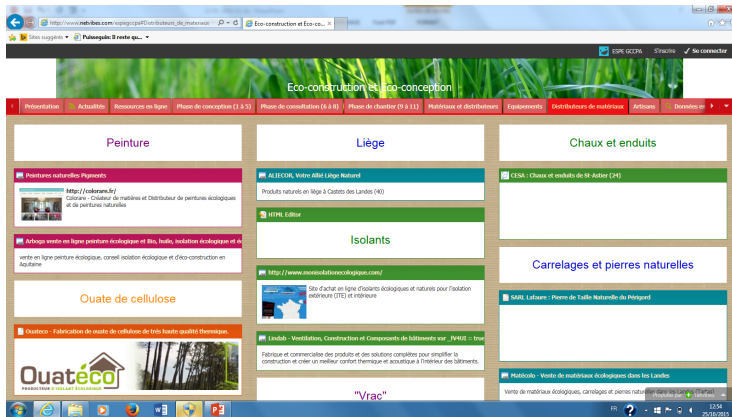 http://www.netvibes.com/espegccpa#Distributeurs_de_materiaux
Eco-construction et Eco-co...
Sites suggérés
Puisseguin: Il reste qu...
ESPE GCCPA
S'inscrire
Se connecter
Eco-construction et Eco-conception
Présentation
Actualités
Ressources en ligne
Phase de conception (1 à 5)
Phase de consultation (6 à 8)
Phase de chantier (9 à 11)
Matériaux et distributeurs
Equipements
Distributeurs de matériaux
Artisans
Données en
Peinture
Peintures naturelles Pigments
http://colorare.fr/
Colorare - Créateur de matières et Distributeur de peintures écologiques
et de peintures naturelles
Arboga vente en ligne peinture écologique et Bio, huile, isolation écologique et é
vente en ligne peinture écologique, conseil isolation écologique et d'éco-construction en
Aquitaine
Ouate de cellulose
Ouateco - Fabrication de ouate de cellulose de très haute qualité thermique.
Ouatéco
PRODUCTEUR D'ISOLANT ÉCOLOGIQUE
Liège
ALIECOR, Votre Allié Liège Naturel
Produits naturels en liège à Castets des Landes (40)
HTML Editor
Isolants
http://www.monisolationecologique.com/
Site d'achat en ligne d'isolants écologiques et naturels pour l'isolation
extérieure (ITE) et intérieure
Lindab - Ventilation, Construction et Composants de bâtiments var _fV4UI = true
Fabrique et commercialise des produits et des solutions complètes pour simplifier la
construction et créer un meilleur confort thermique et acoustique à l'intérieur des bâtiments.
"Vrac"
Chaux et enduits
CESA : Chaux et enduits de St-Astier (24)
Carrelages et pierres naturelles
SARL Lafaure : Pierre de Taille Naturelle du Périgord
Matécolo - Vente de matériaux écologiques dans les Landes
Vente de matériaux écologiques, carrelages et pierres naturelles dans les Landes (Tartas)
Propulsé par netvibes
FR
12:54
25/10/2015